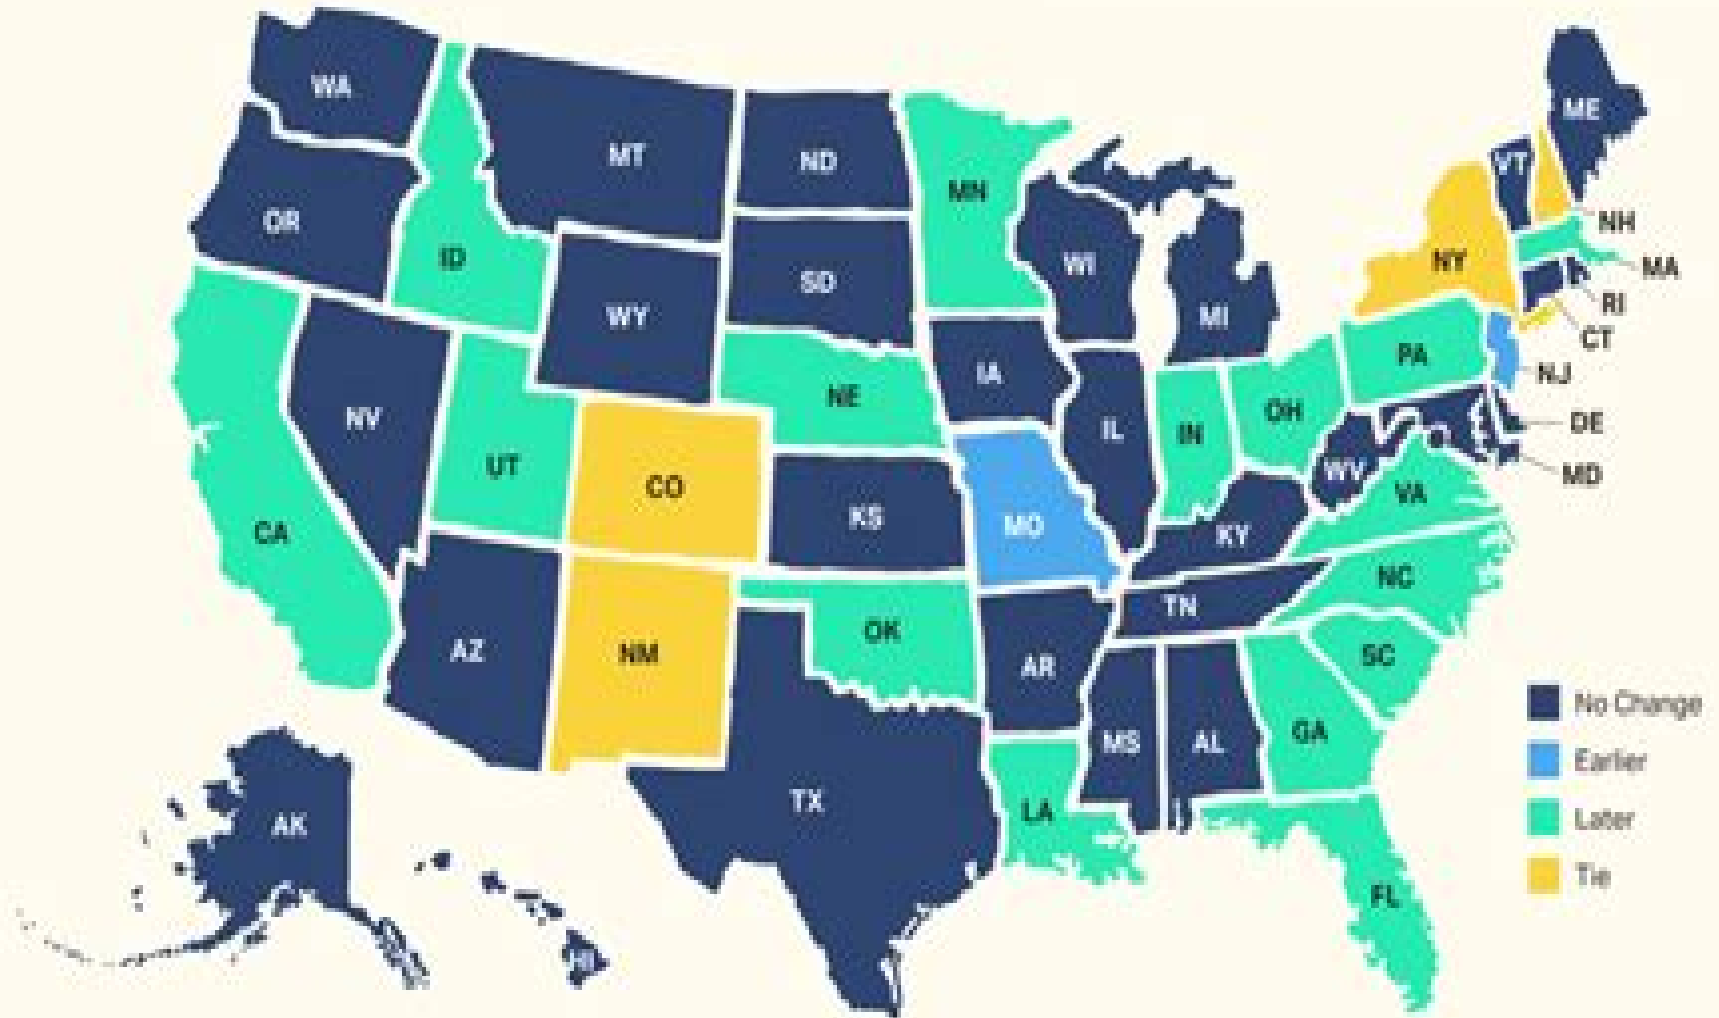 WA
ME
MT
ND
VT
MN
OR
NH
ID
WI
NY
MA
SD
RI
WY
MI
CT
PA
IA
NJ
NE
OH
NV
DE
IL
IN
UT
WV
MD
CO
VA
KS
MO
CA
KY
NC
TN
OK
AZ
NM
SC
AR
No Change
GA
MS
AL
Earlier
TX
LA
Later
AK
Tie
FL
HI